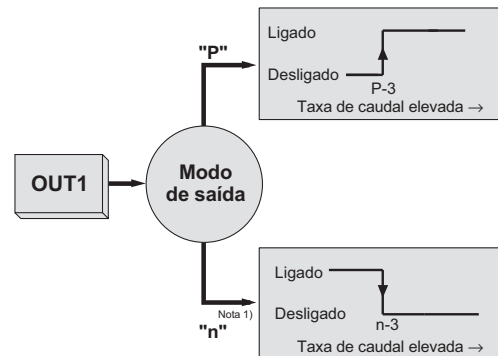 "P"
Ligado
Desligado
P-3
Taxa de caudal elevada →
OUT1
Modo
de saída
Nota 1)
"n"
Ligado
Desligado
n-3
Taxa de caudal elevada →